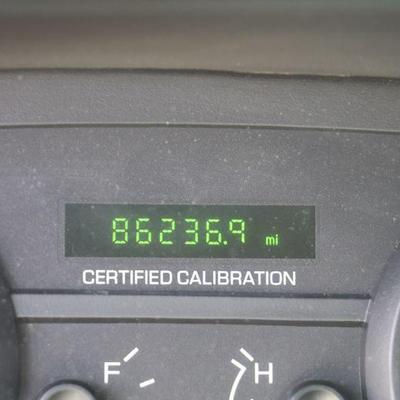 86236.9 mi
CERTIFIED CALIBRATION
F H